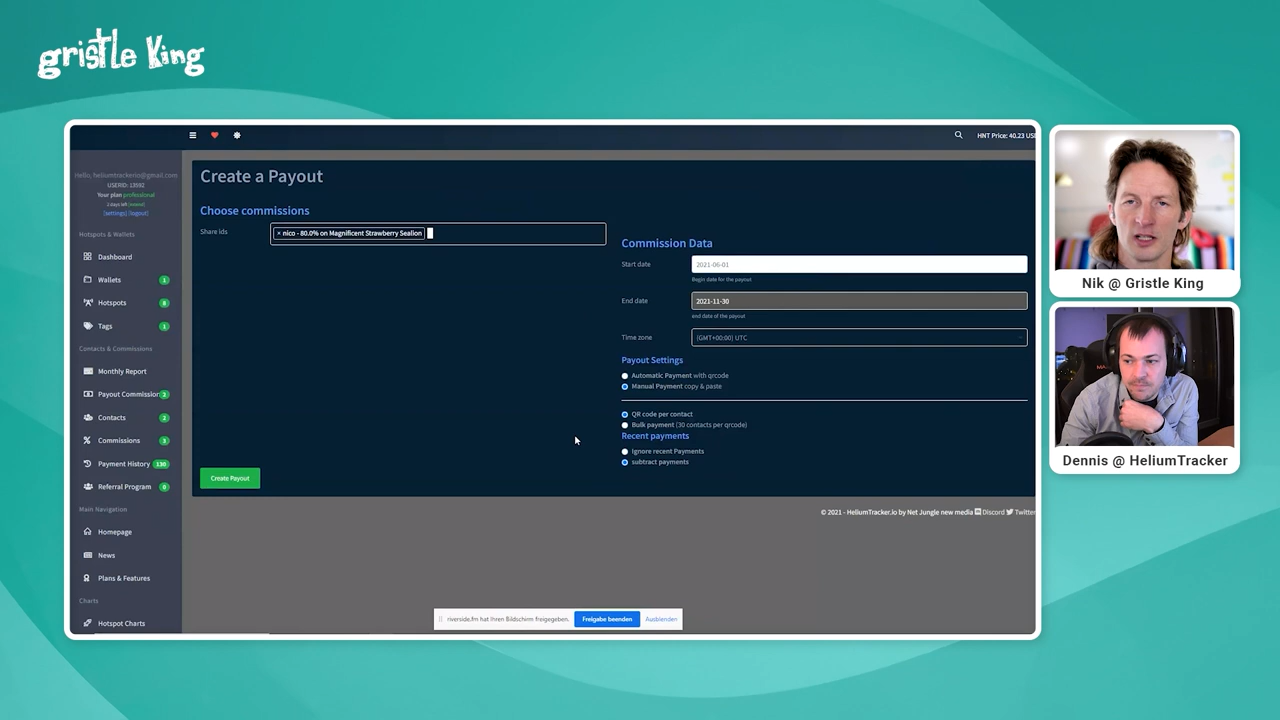 gristle King
HNT Price: 40.23 US
Hello, heliumtrackerio@gmail.com
USERID: 13592
Your plan professional
[settings] [logout]
Hotspots & Wallets
Dashboard
Wallets 1
Hotspots 8
Tags 1
Contacts & Commissions
Monthly Report
Payout Commission 2
Contacts 2
Commissions 3
Payment History 130
Referral Program 0
Main Navigation
Homepage
News
Plans & Features
Charts
Hotspot Charts
Create a Payout
Choose commissions
Share ids
× nico - 80.0% on Magnificent Strawberry Sealion
Create Payout
Commission Data
Start date 2021-06-01
Begin date for the payout
End date 2021-11-30
end date of the payout
Time zone (GMT+00:00) UTC
Payout Settings
Automatic Payment with qrcode
Manual Payment copy & paste
QR code per contact
Bulk payment (30 contacts per qrcode)
Recent payments
Ignore recent Payments
subtract payments
© 2021 - HeliumTracker.io by Net Jungle new media Discord Twitter
riverside.fm hat Ihren Bildschirm freigegeben. Freigabe beenden Ausblenden
Nik @ Gristle King
Dennis @ HeliumTracker